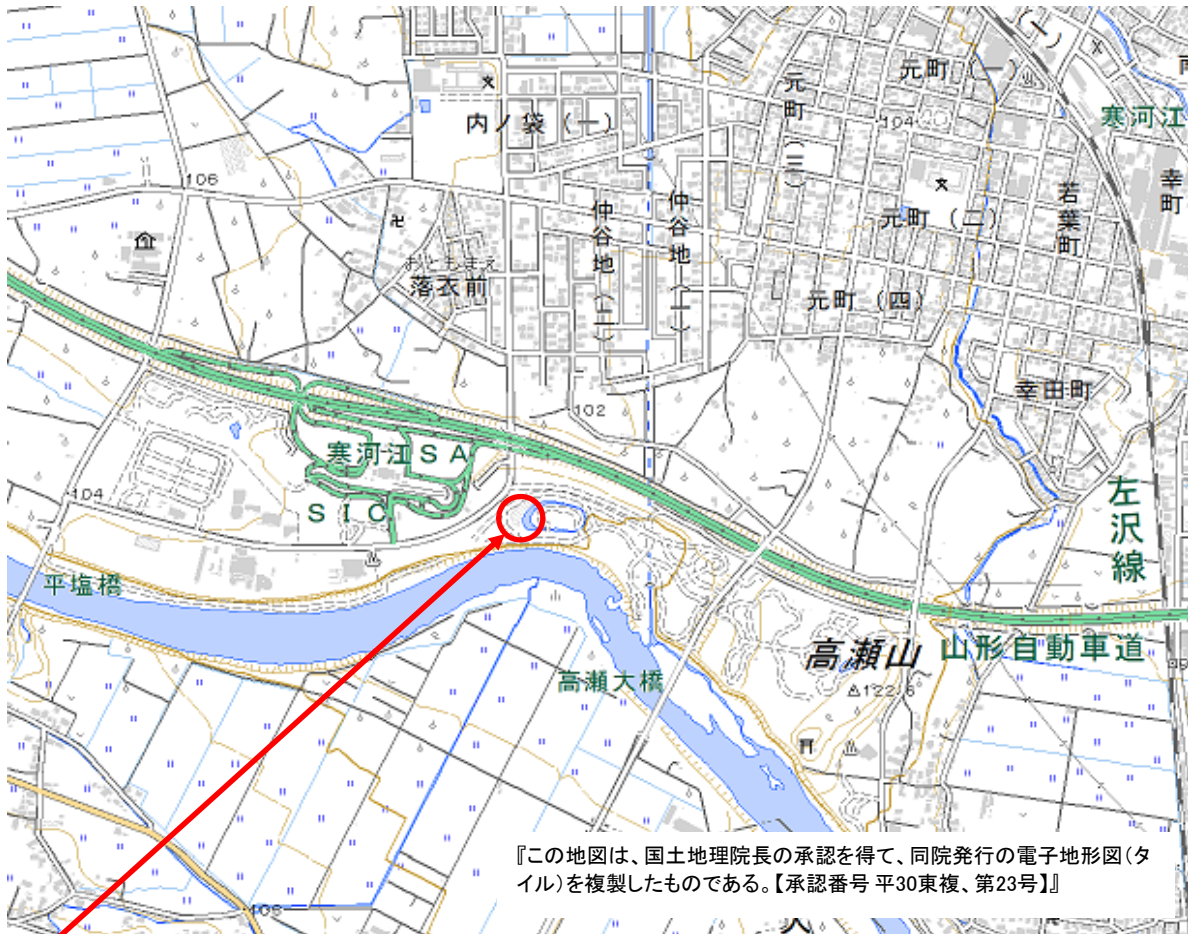 元町(一)
寒河江
内ノ袋(一)
元町(三)
104
幸町
106
若葉町
元町(二)
仲谷地(二)
仲谷地(一)
おとしまえ
落衣前
元町(四)
幸田町
102
寒河江SA
SIC
104
左沢線
平塩橋
高瀬山
山形自動車道
高瀬大橋
122.6
106
『この地図は、国土地理院長の承認を得て、同院発行の電子地形図(タ
イル)を複製したものである。【承認番号 平30東複、第23号】』